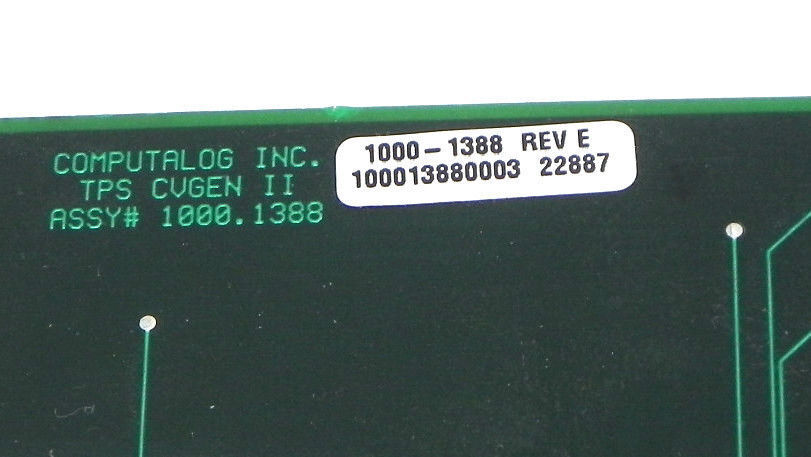 COMPUTALOG INC.
TPS CVGEN II
ASSY# 1000.1388
1000-1388 REV E
100013880003 22887